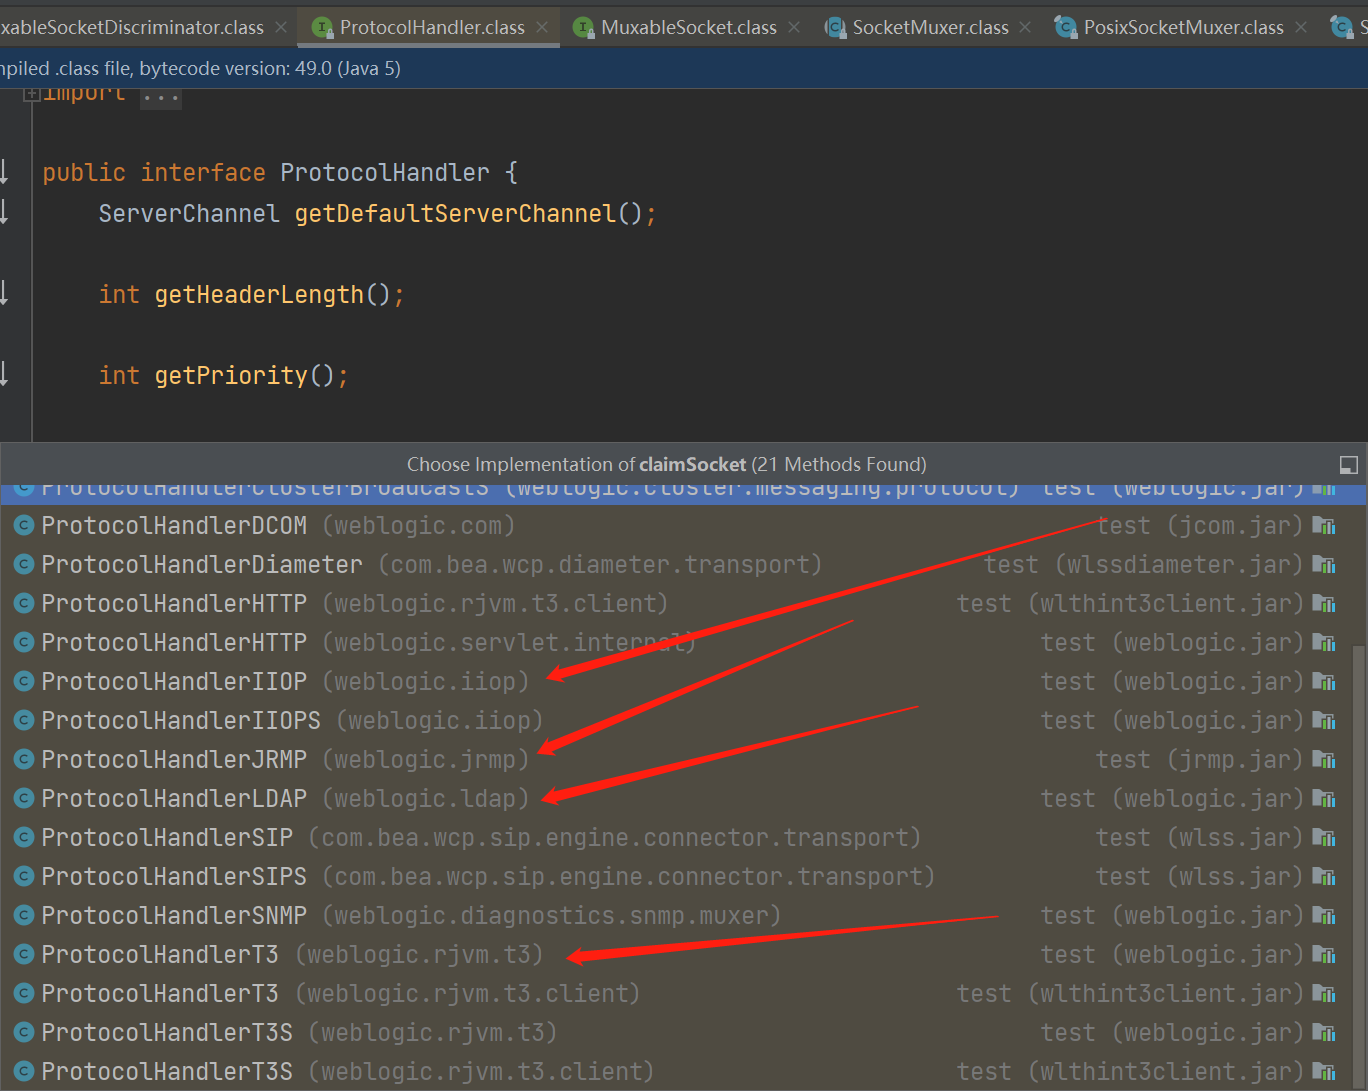 xableSocketDiscriminator.class × ProtocolHandler.class × MuxableSocket.class × SocketMuxer.class × PosixSocketMuxer.class × S
mpiled .class file, bytecode version: 49.0 (Java 5)
import ...
public interface ProtocolHandler {
ServerChannel getDefaultServerChannel();
int getHeaderLength();
int getPriority();
Choose Implementation of claimSocket (21 Methods Found)
ProtocolHandlerClusterBroadcastS (weblogic.cluster.messaging.protocol) test (weblogic.jar)
ProtocolHandlerDCOM (weblogic.com) test (jcom.jar)
ProtocolHandlerDiameter (com.bea.wcp.diameter.transport) test (wlssdiameter.jar)
ProtocolHandlerHTTP (weblogic.rjvm.t3.client) test (wlthint3client.jar)
ProtocolHandlerHTTP (weblogic.servlet.internal) test (weblogic.jar)
ProtocolHandlerIIOP (weblogic.iiop) test (weblogic.jar)
ProtocolHandlerIIOPS (weblogic.iiop) test (weblogic.jar)
ProtocolHandlerJRMP (weblogic.jrmp) test (jrmp.jar)
ProtocolHandlerLDAP (weblogic.ldap) test (weblogic.jar)
ProtocolHandlerSIP (com.bea.wcp.sip.engine.connector.transport) test (wlss.jar)
ProtocolHandlerSIPS (com.bea.wcp.sip.engine.connector.transport) test (wlss.jar)
ProtocolHandlerSNMP (weblogic.diagnostics.snmp.muxer) test (weblogic.jar)
ProtocolHandlerT3 (weblogic.rjvm.t3) test (weblogic.jar)
ProtocolHandlerT3 (weblogic.rjvm.t3.client) test (wlthint3client.jar)
ProtocolHandlerT3S (weblogic.rjvm.t3) test (weblogic.jar)
ProtocolHandlerT3S (weblogic.rjvm.t3.client) test (wlthint3client.jar)